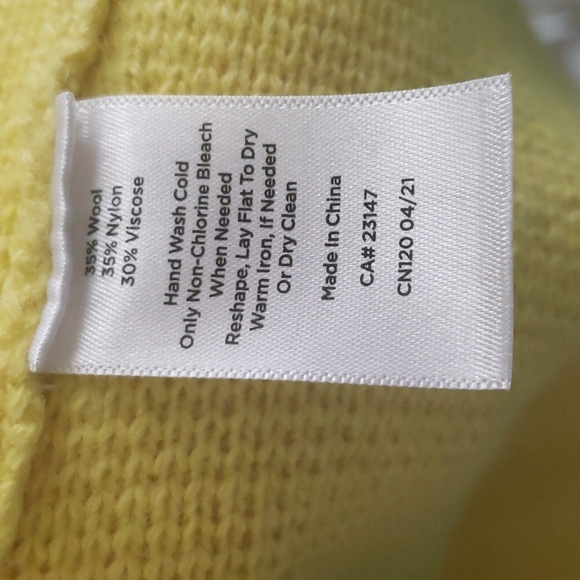 35% Wool
35% Nylon
30% Viscose
Hand Wash Cold
Only Non-Chlorine Bleach
When Needed
Reshape, Lay Flat To Dry
Warm Iron, If Needed
Or Dry Clean
Made In China
CA# 23147
CN120 04/21